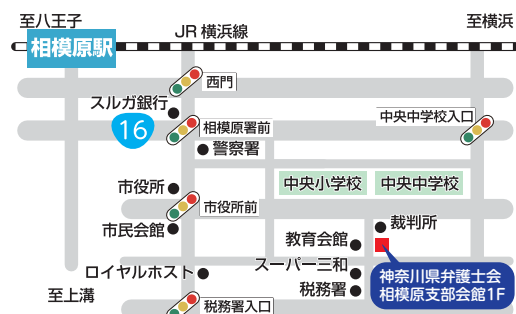 至八王子
至横浜
JR 横浜線
相模原駅
西門
スルガ銀行
中央中学校入口
16
相模原署前
警察署
中央小学校
中央中学校
市役所
市役所前
市民会館
裁判所
教育会館
スーパー三和
ロイヤルホスト
税務署
至上溝
税務署入口
神奈川県弁護士会
相模原支部会館1F